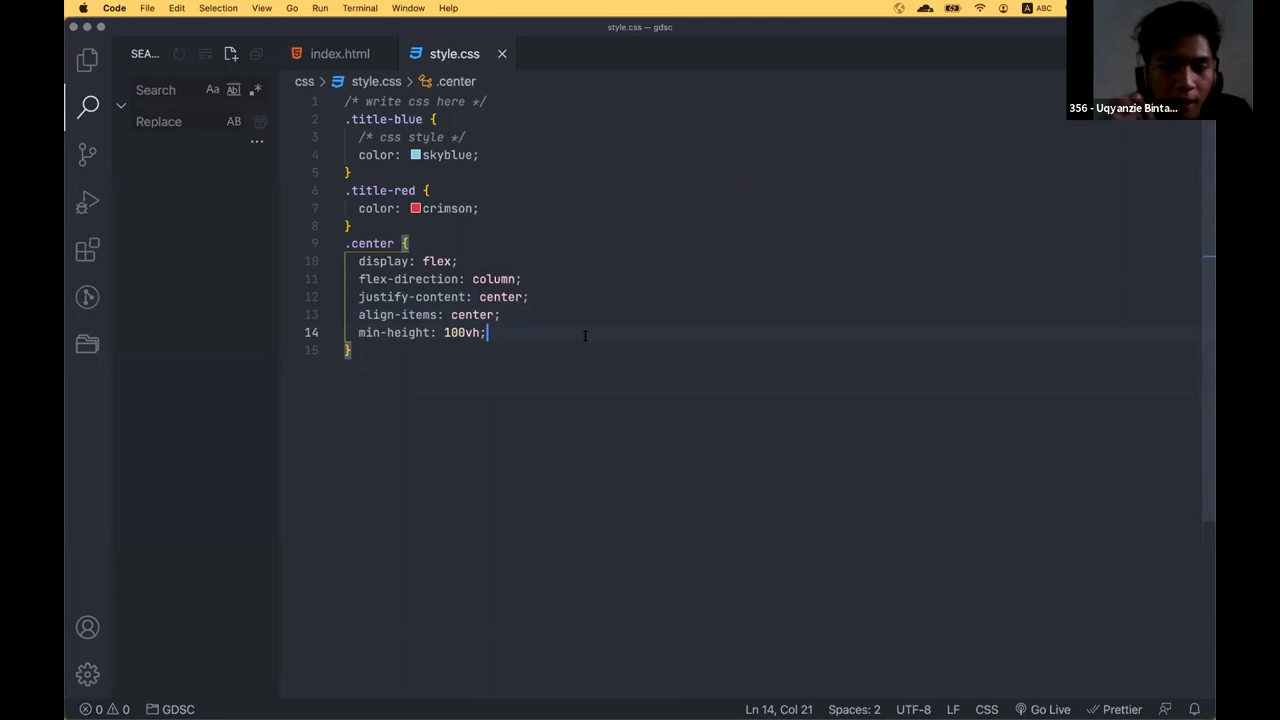 Code File Edit Selection View Go Run Terminal Window Help A ABC
style.css — gdsc
356 - Uqyanzie Binta...
SEA...
index.html
style.css
css > style.css > .center
Search Aa Abl .*
Replace AB
...
1 /* write css here */
2 .title-blue {
3 /* css style */
4 color: skyblue;
5 }
6 .title-red {
7 color: crimson;
8 }
9 .center {
10 display: flex;
11 flex-direction: column;
12 justify-content: center;
13 align-items: center;
14 min-height: 100vh;
15 }
0 0 GDSC Ln 14, Col 21 Spaces: 2 UTF-8 LF CSS Go Live Prettier